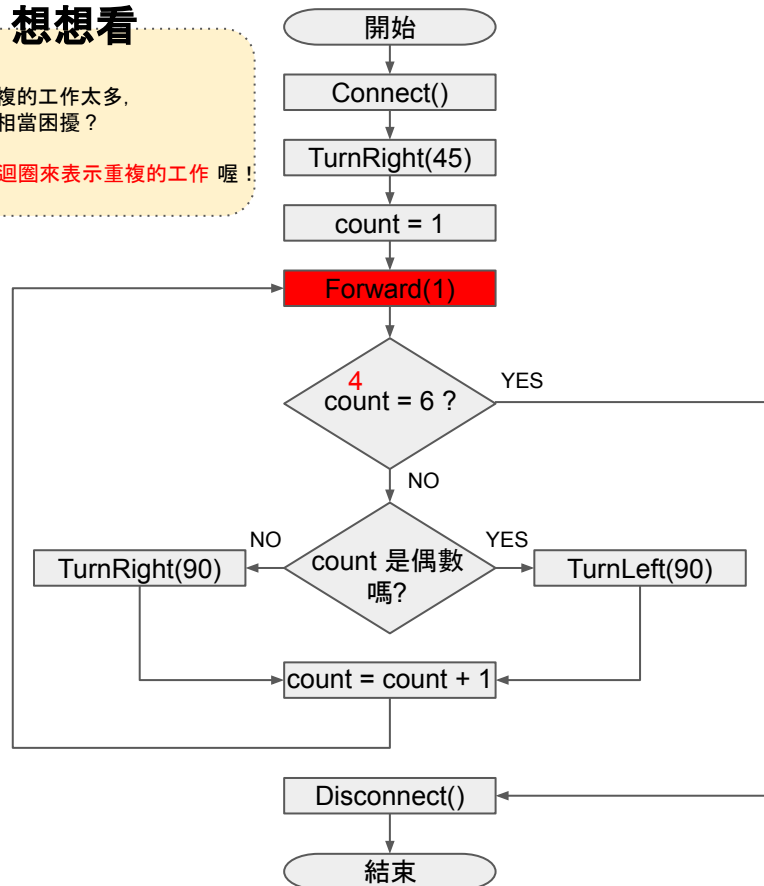 想想看
複的工作太多,
相當困擾？
迴圈來表示重複的工作 喔！
開始
Connect()
TurnRight(45)
count = 1
Forward(1)
4
count = 6 ?
YES
NO
count 是偶數
嗎?
NO
YES
TurnRight(90)
TurnLeft(90)
count = count + 1
Disconnect()
結束